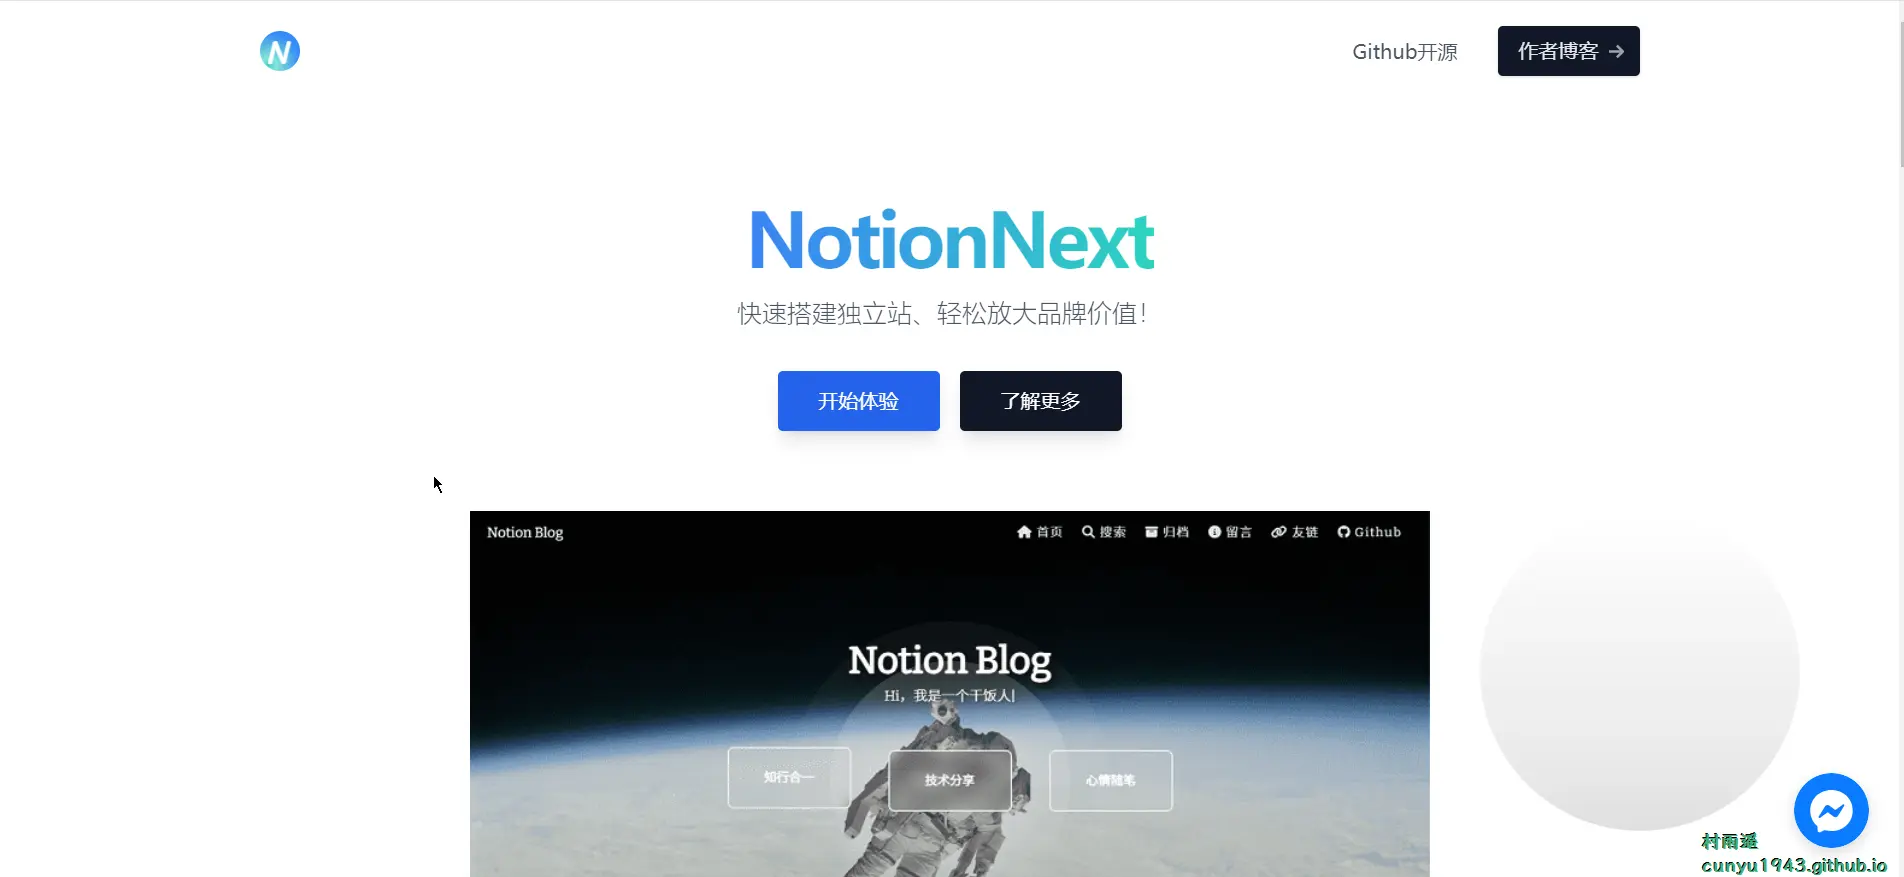 N
Github开源
作者博客 →
NotionNext
快速搭建独立站、轻松放大品牌价值！
开始体验
了解更多
Notion Blog
首页 搜索 归档 留言 友链 Github
Notion Blog
Hi，我是一个干饭人|
知行合一
技术分享
心情随笔
村雨遥
cunyu1943.github.io